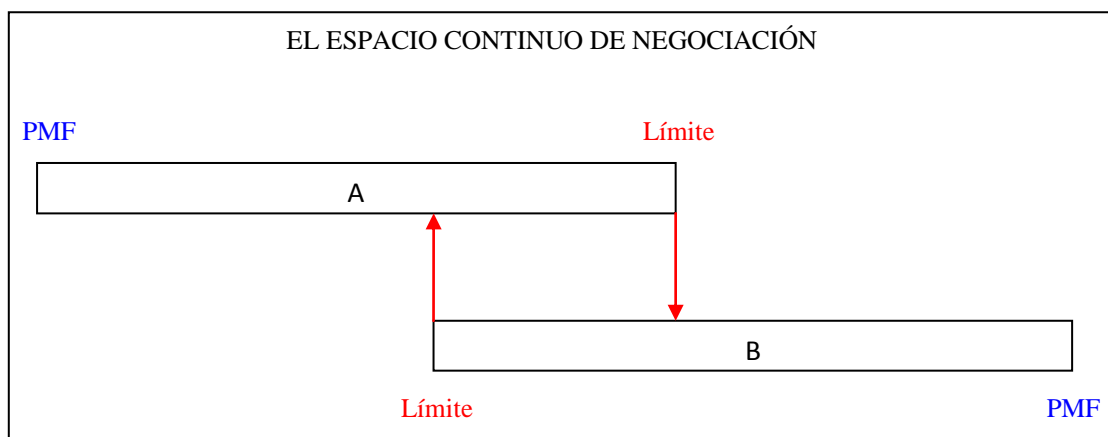 EL ESPACIO CONTINUO DE NEGOCIACIÓN
PMF Límite
A
B
Límite PMF